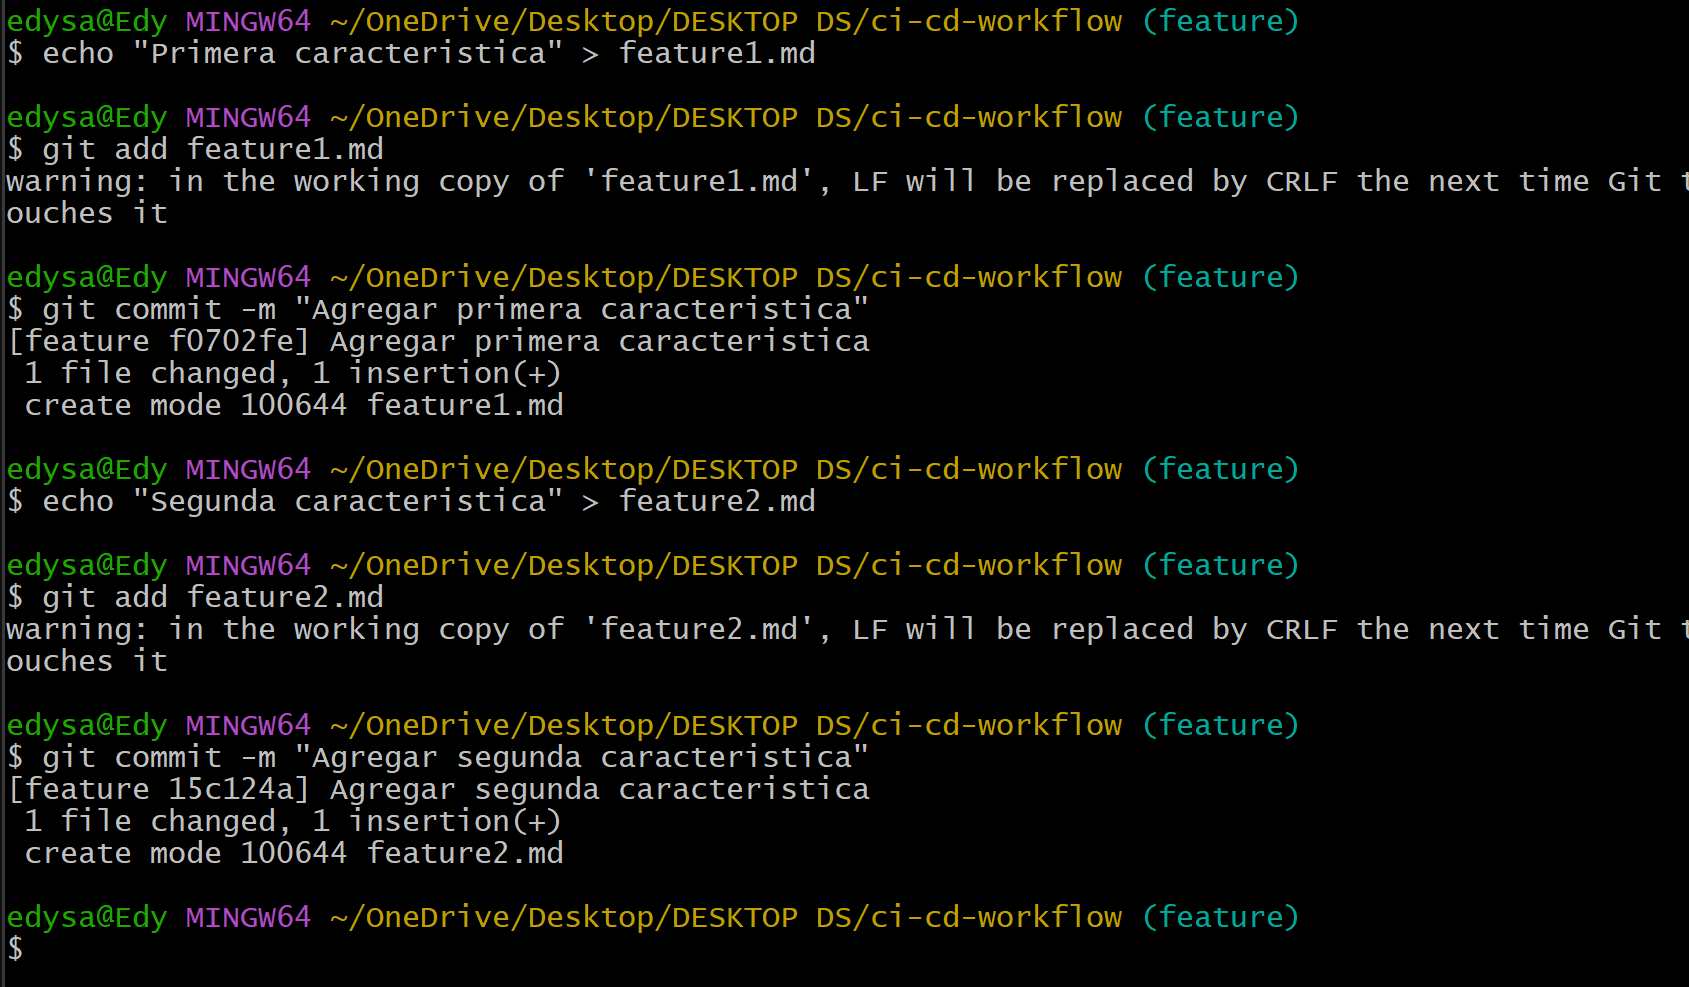 edysa@Edy MINGW64 ~/OneDrive/Desktop/DESKTOP DS/ci-cd-workflow (feature)
$ echo "Primera caracteristica" > feature1.md
edysa@Edy MINGW64 ~/OneDrive/Desktop/DESKTOP DS/ci-cd-workflow (feature)
$ git add feature1.md
warning: in the working copy of 'feature1.md', LF will be replaced by CRLF the next time Git t
ouches it
edysa@Edy MINGW64 ~/OneDrive/Desktop/DESKTOP DS/ci-cd-workflow (feature)
$ git commit -m "Agregar primera caracteristica"
[feature f0702fe] Agregar primera caracteristica
 1 file changed, 1 insertion(+)
 create mode 100644 feature1.md
edysa@Edy MINGW64 ~/OneDrive/Desktop/DESKTOP DS/ci-cd-workflow (feature)
$ echo "Segunda caracteristica" > feature2.md
edysa@Edy MINGW64 ~/OneDrive/Desktop/DESKTOP DS/ci-cd-workflow (feature)
$ git add feature2.md
warning: in the working copy of 'feature2.md', LF will be replaced by CRLF the next time Git t
ouches it
edysa@Edy MINGW64 ~/OneDrive/Desktop/DESKTOP DS/ci-cd-workflow (feature)
$ git commit -m "Agregar segunda caracteristica"
[feature 15c124a] Agregar segunda caracteristica
 1 file changed, 1 insertion(+)
 create mode 100644 feature2.md
edysa@Edy MINGW64 ~/OneDrive/Desktop/DESKTOP DS/ci-cd-workflow (feature)
$